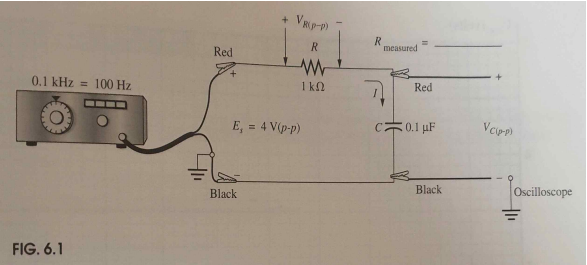 + V_R(p-p) −
R
R measured = ________
Red
+
1 kΩ
0.1 kHz = 100 Hz
I
Red
+
E_s = 4 V(p-p)
C
0.1 μF
V_C(p-p)
−
Black
Black
−
Oscilloscope
FIG. 6.1